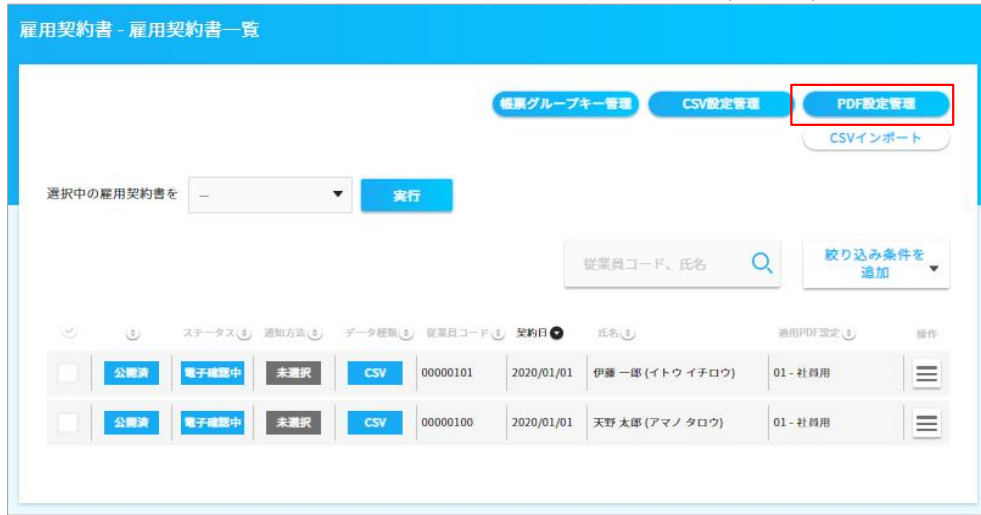 雇用契約書 - 雇用契約書一覧
帳票グループキー管理 CSV設定管理 PDF設定管理
CSVインポート
選択中の雇用契約書を -- 実行
従業員コード、氏名 絞り込み条件を
追加
ステータス 通知方法 データ種類 従業員コード 契約日 氏名 適用PDF設定 操作
公開済 電子確認中 未選択 CSV 00000101 2020/01/01 伊藤 一郎 (イトウ イチロウ) 01 - 社員用
公開済 電子確認中 未選択 CSV 00000100 2020/01/01 天野 太郎 (アマノ タロウ) 01 - 社員用